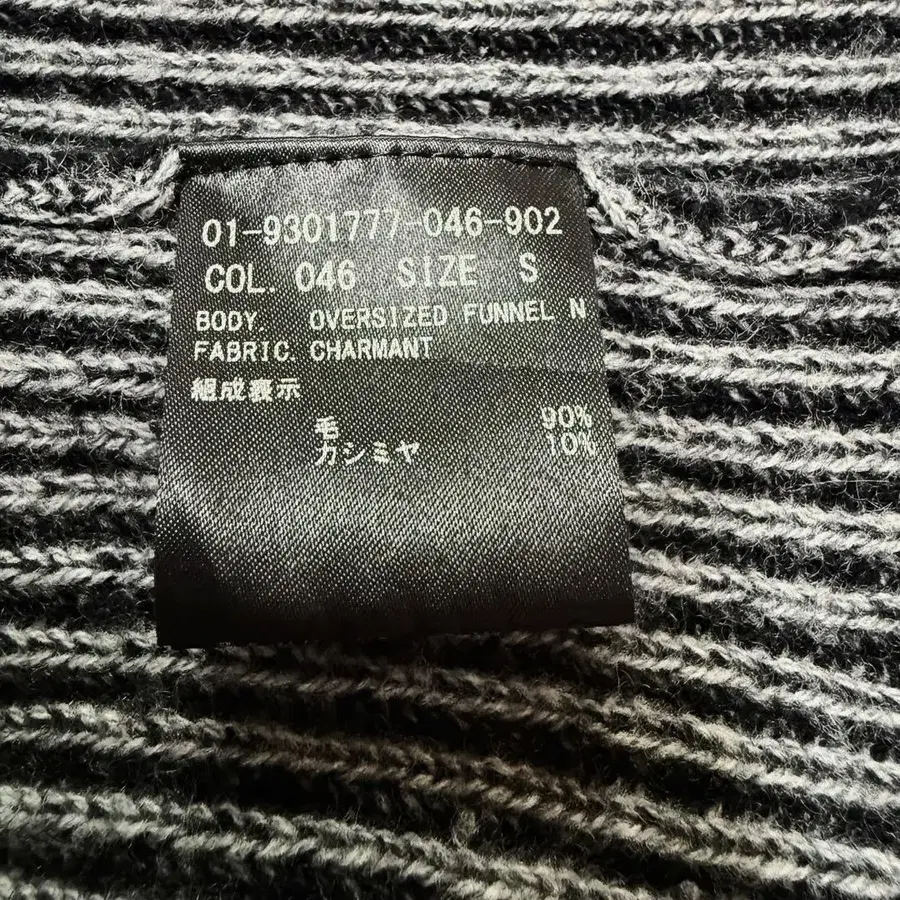 01-9301777-046-902
COL. 046 SIZE S
BODY. OVERSIZED FUNNEL N
FABRIC. CHARMANT
組成表示
毛 90%
カシミヤ 10%